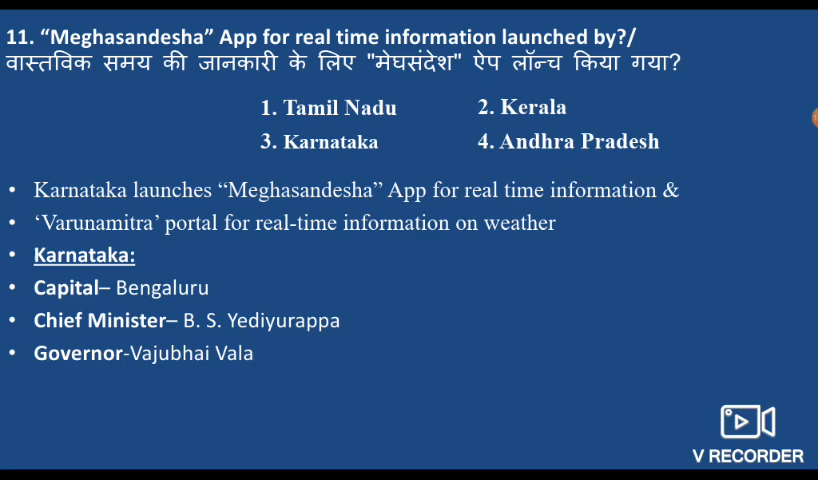 11. “Meghasandesha” App for real time information launched by?/
वास्तविक समय की जानकारी के लिए "मेघसंदेश" ऐप लॉन्च किया गया?
1. Tamil Nadu 2. Kerala
3. Karnataka 4. Andhra Pradesh
• Karnataka launches “Meghasandesha” App for real time information &
• ‘Varunamitra’ portal for real-time information on weather
• Karnataka:
• Capital– Bengaluru
• Chief Minister– B. S. Yediyurappa
• Governor-Vajubhai Vala
V RECORDER